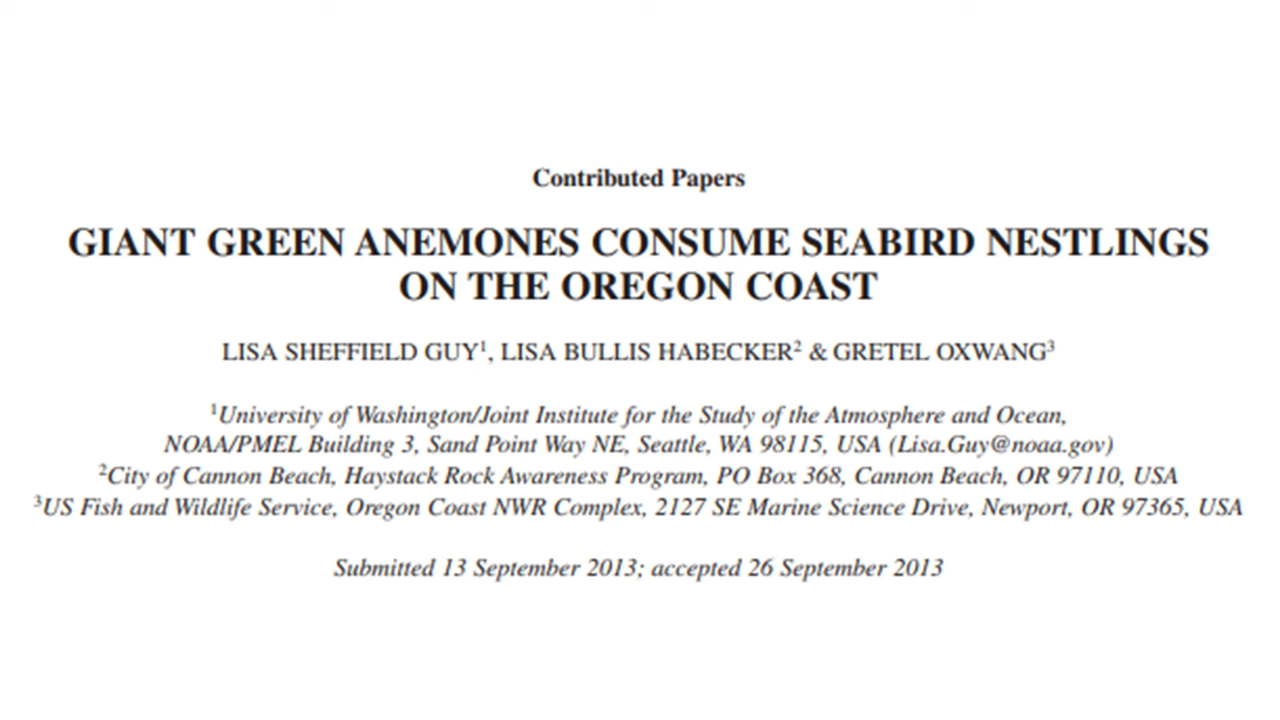 Contributed Papers
GIANT GREEN ANEMONES CONSUME SEABIRD NESTLINGS
ON THE OREGON COAST
LISA SHEFFIELD GUY¹, LISA BULLIS HABECKER² & GRETEL OXWANG³
¹University of Washington/Joint Institute for the Study of the Atmosphere and Ocean,
NOAA/PMEL Building 3, Sand Point Way NE, Seattle, WA 98115, USA (Lisa.Guy@noaa.gov)
²City of Cannon Beach, Haystack Rock Awareness Program, PO Box 368, Cannon Beach, OR 97110, USA
³US Fish and Wildlife Service, Oregon Coast NWR Complex, 2127 SE Marine Science Drive, Newport, OR 97365, USA
Submitted 13 September 2013; accepted 26 September 2013